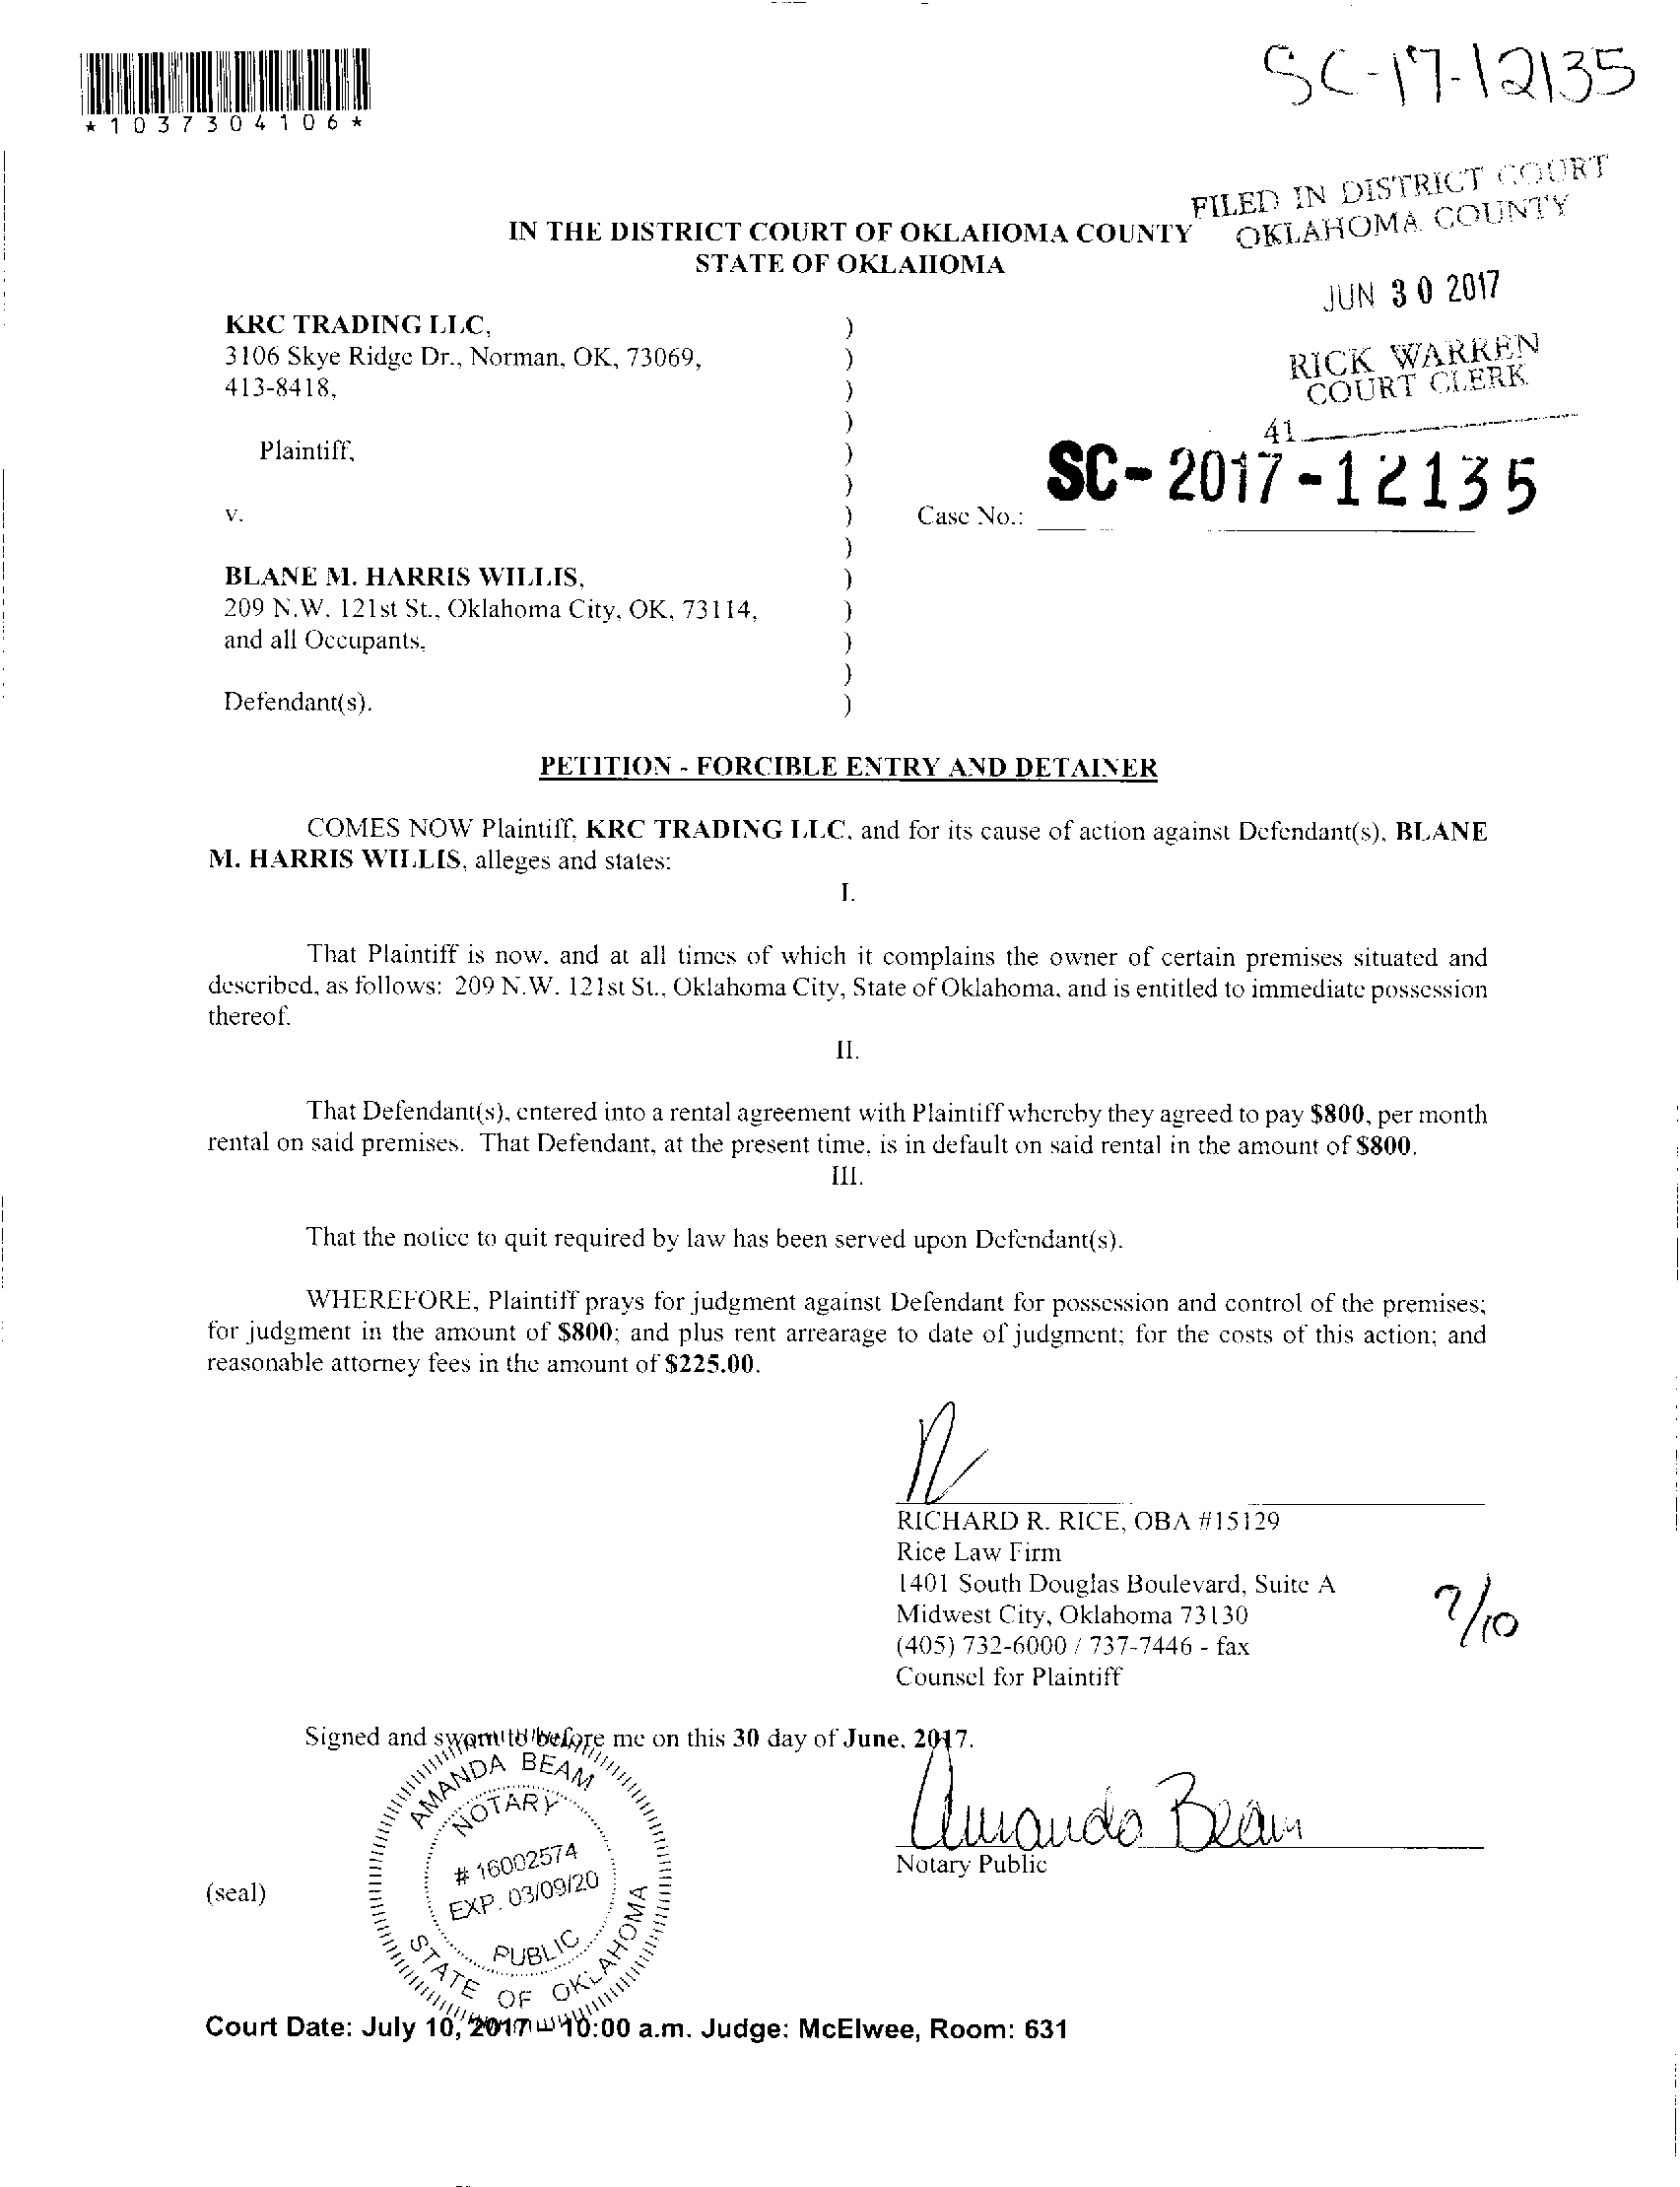 *1037304106*
SC-17-12135
FILED IN DISTRICT COURT
OKLAHOMA COUNTY
IN THE DISTRICT COURT OF OKLAHOMA COUNTY
STATE OF OKLAHOMA
JUN 30 2017
RICK WARREN
COURT CLERK
41
KRC TRADING LLC, )
3106 Skye Ridge Dr., Norman, OK, 73069, )
413-8418, )
)
Plaintiff, )
)
v. ) Case No.: SC-2017-12135
)
BLANE M. HARRIS WILLIS, )
209 N.W. 121st St., Oklahoma City, OK, 73114, )
and all Occupants, )
)
Defendant(s). )
PETITION - FORCIBLE ENTRY AND DETAINER
COMES NOW Plaintiff, KRC TRADING LLC, and for its cause of action against Defendant(s), BLANE
M. HARRIS WILLIS, alleges and states:
I.
That Plaintiff is now, and at all times of which it complains the owner of certain premises situated and
described, as follows: 209 N.W. 121st St., Oklahoma City, State of Oklahoma, and is entitled to immediate possession
thereof.
II.
That Defendant(s), entered into a rental agreement with Plaintiff whereby they agreed to pay $800, per month
rental on said premises. That Defendant, at the present time, is in default on said rental in the amount of $800.
III.
That the notice to quit required by law has been served upon Defendant(s).
WHEREFORE, Plaintiff prays for judgment against Defendant for possession and control of the premises;
for judgment in the amount of $800; and plus rent arrearage to date of judgment; for the costs of this action; and
reasonable attorney fees in the amount of $225.00.
RICHARD R. RICE, OBA #15129
Rice Law Firm
1401 South Douglas Boulevard, Suite A
Midwest City, Oklahoma 73130
(405) 732-6000 / 737-7446 - fax
Counsel for Plaintiff
7/10
Signed and sworn to before me on this 30 day of June, 2017.
Amanda Beam
Notary Public
(seal)
AMANDA BEAM
NOTARY
# 16002574
EXP. 03/09/20
PUBLIC
STATE OF OKLAHOMA
Court Date: July 10, 2017 10:00 a.m. Judge: McElwee, Room: 631